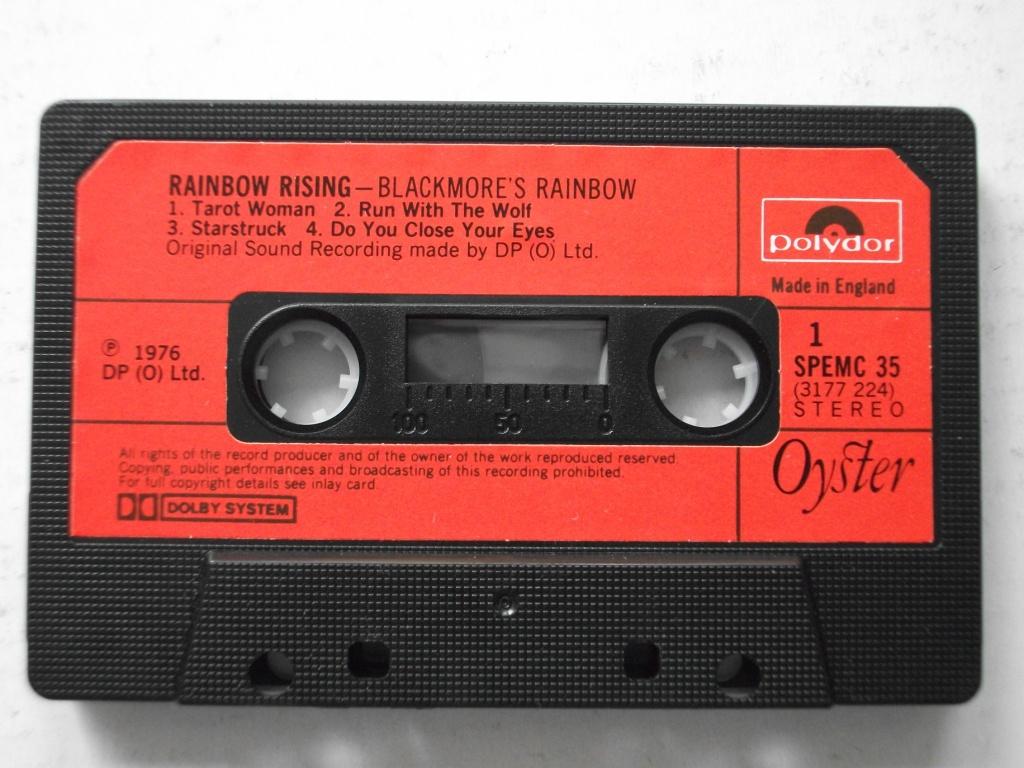 RAINBOW RISING — BLACKMORE'S RAINBOW
1. Tarot Woman 2. Run With The Wolf
3. Starstruck 4. Do You Close Your Eyes
Original Sound Recording made by DP (O) Ltd.
polydor
Made in England
℗ 1976
DP (O) Ltd.
1
SPEMC 35
(3177 224)
STEREO
100 50 0
All rights of the record producer and of the owner of the work reproduced reserved.
Copying, public performances and broadcasting of this recording prohibited.
For full copyright details see inlay card.
DOLBY SYSTEM
Oyster